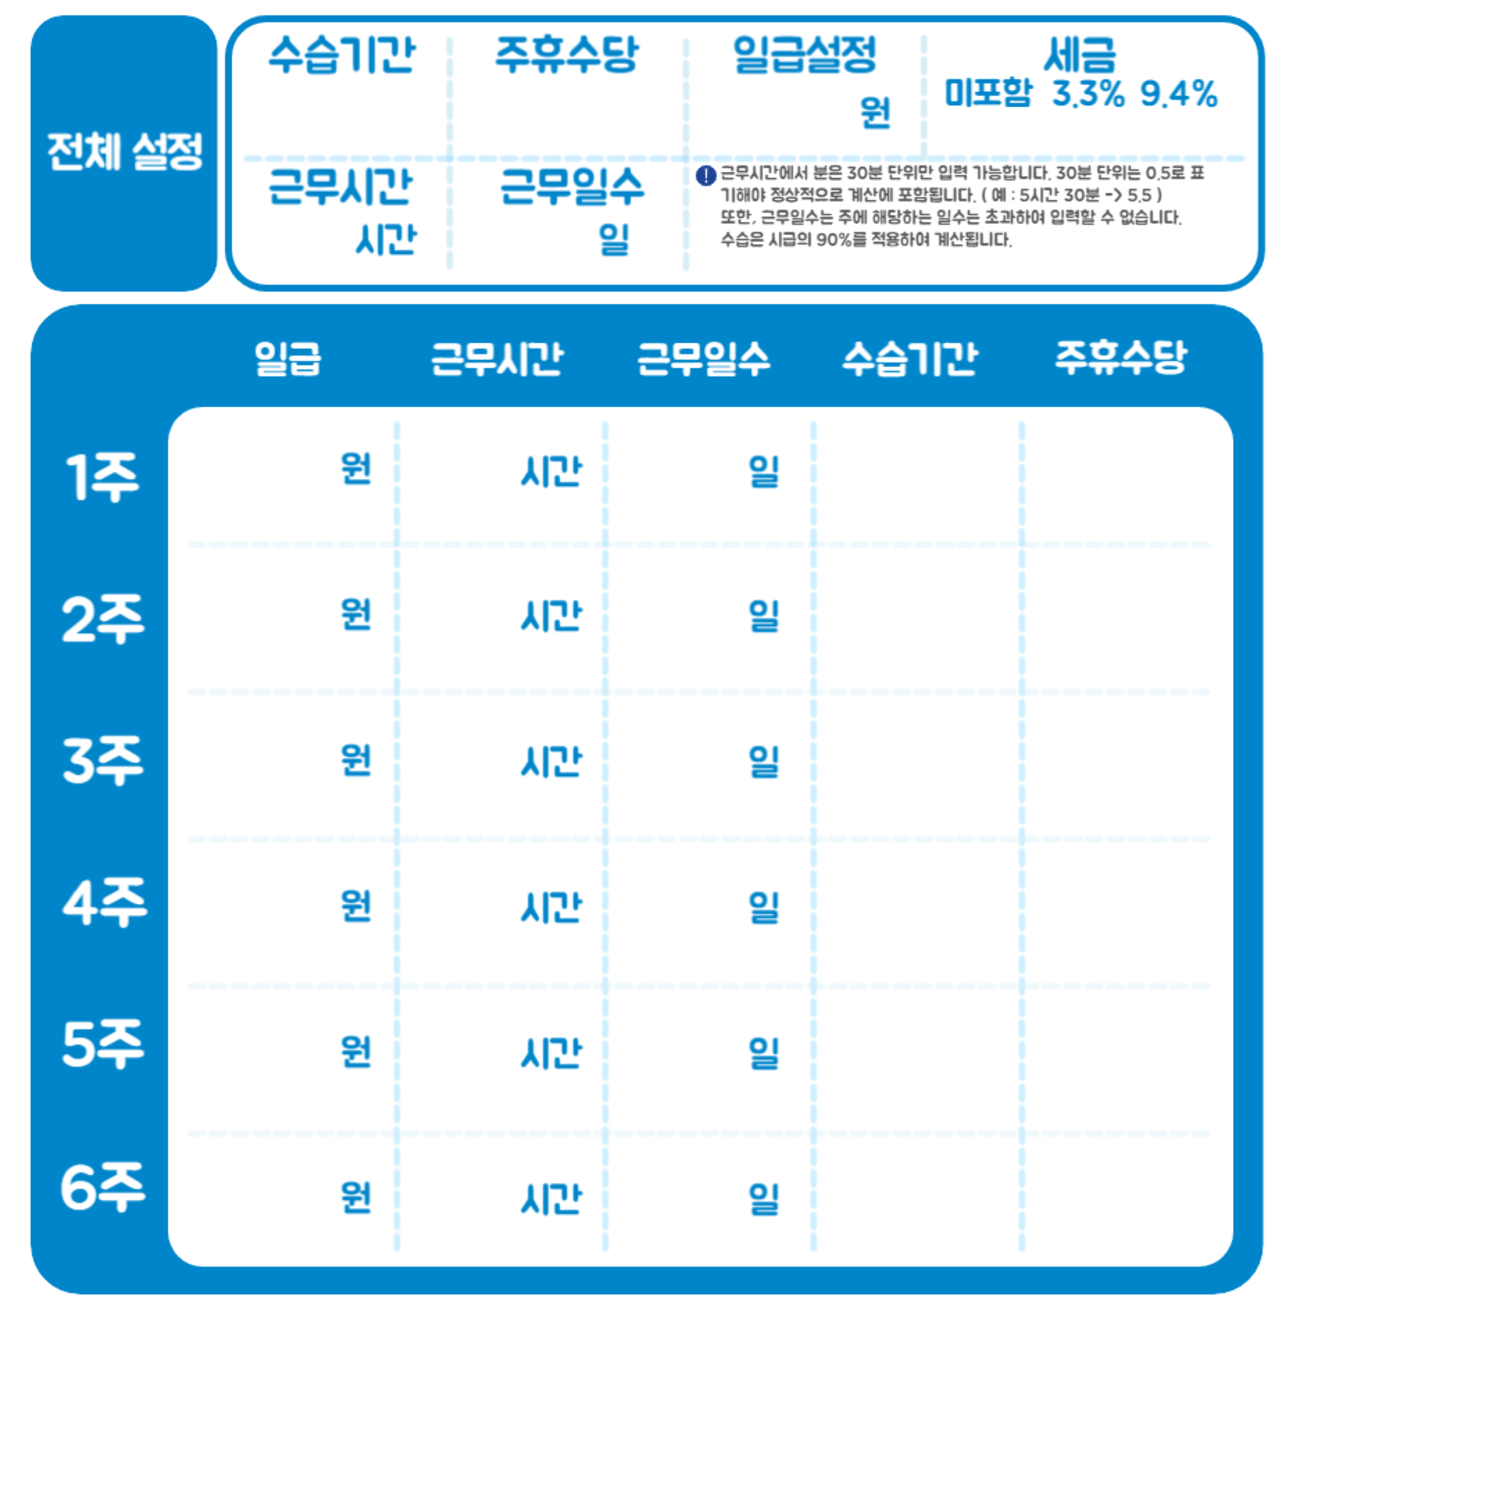 전체 설정
수습기간 주휴수당 일급설정 세금
미포함 3.3% 9.4%
원
근무시간 근무일수
시간 일
! 근무시간에서 분은 30분 단위만 입력 가능합니다. 30분 단위는 0.5로 표
기해야 정상적으로 계산에 포함됩니다. ( 예 : 5시간 30분 -> 5.5 )
또한, 근무일수는 주에 해당하는 일수는 초과하여 입력할 수 없습니다.
수습은 시급의 90%를 적용하여 계산됩니다.
일급 근무시간 근무일수 수습기간 주휴수당
1주 원 시간 일
2주 원 시간 일
3주 원 시간 일
4주 원 시간 일
5주 원 시간 일
6주 원 시간 일